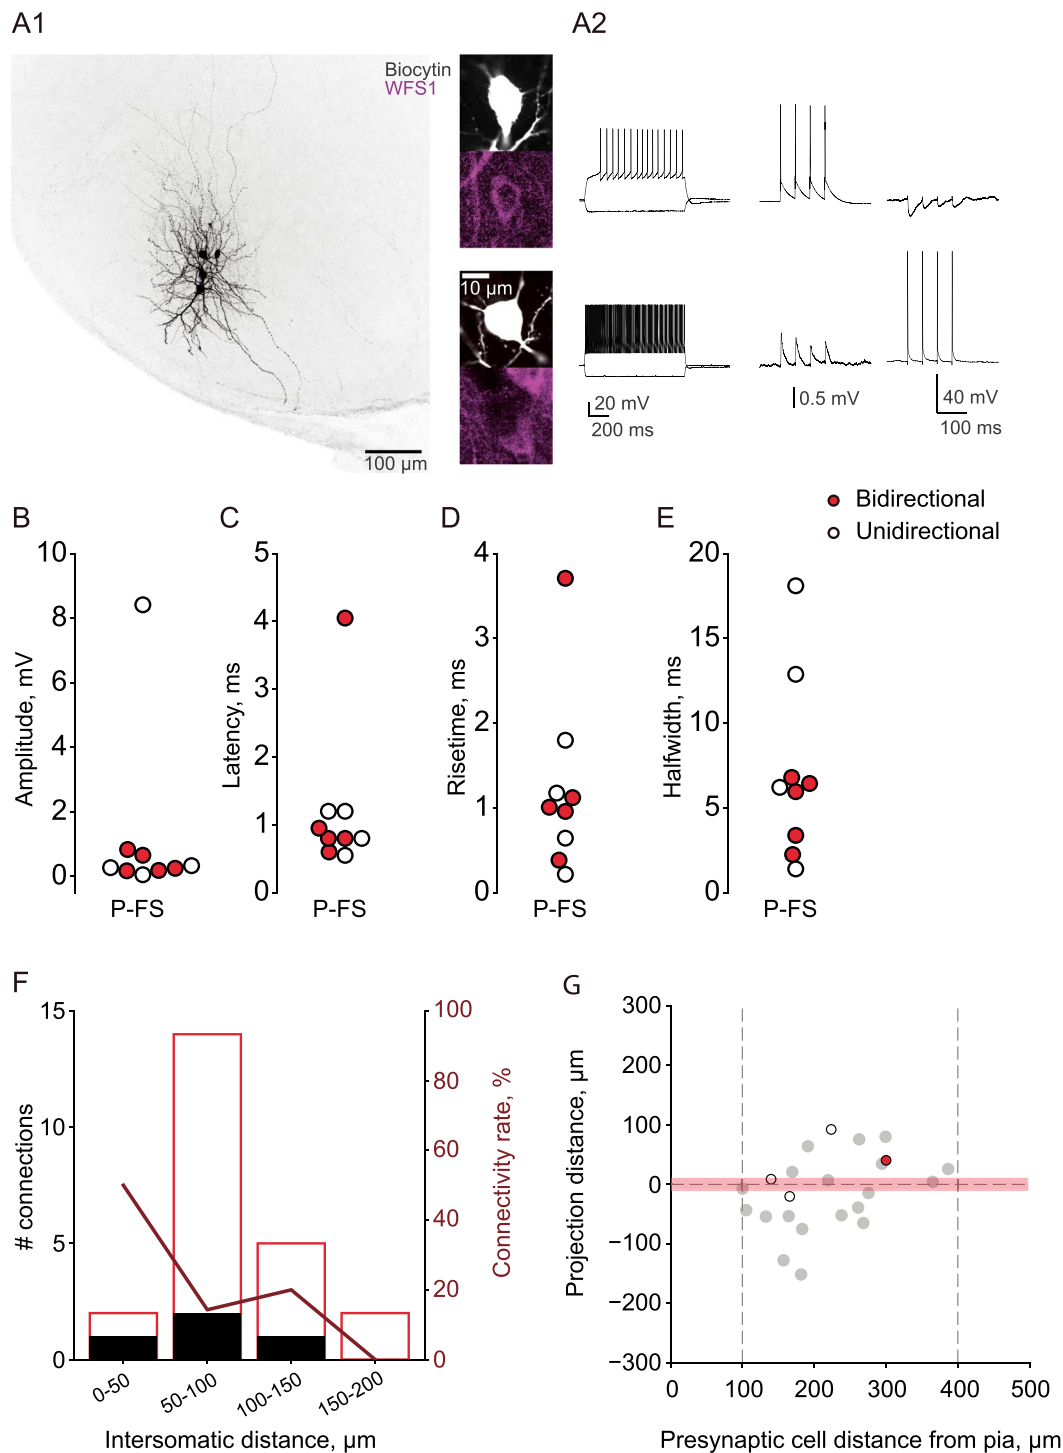 A1
A2
Biocytin
WFS1
10 µm
100 µm
20 mV
200 ms
0.5 mV
40 mV
100 ms
Bidirectional
Unidirectional
B
10
8
6
4
2
0
Amplitude, mV
P-FS
C
5
4
3
2
1
0
Latency, ms
P-FS
D
4
3
2
1
0
Risetime, ms
P-FS
E
20
15
10
5
0
Halfwidth, ms
P-FS
F
15
10
5
0
# connections
100
80
60
40
20
0
Connectivity rate, %
0-50
50-100
100-150
150-200
Intersomatic distance, µm
G
300
200
100
0
−100
−200
−300
Projection distance, µm
0
100
200
300
400
500
Presynaptic cell distance from pia, µm